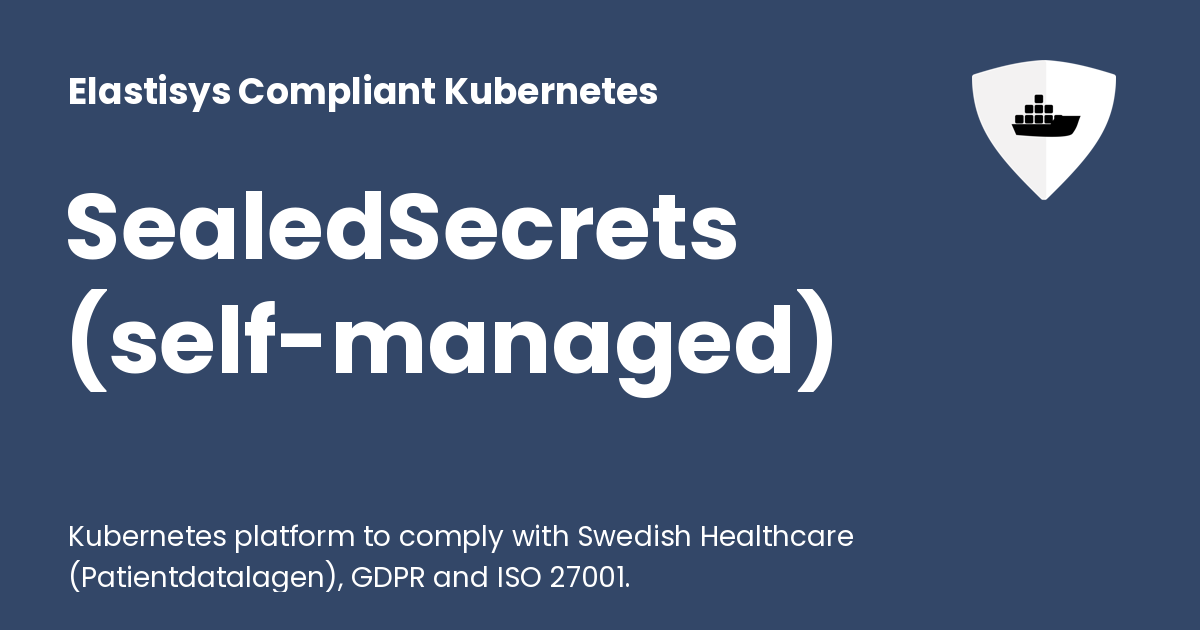 Elastisys Compliant Kubernetes
SealedSecrets
(self-managed)
Kubernetes platform to comply with Swedish Healthcare
(Patientdatalagen), GDPR and ISO 27001.